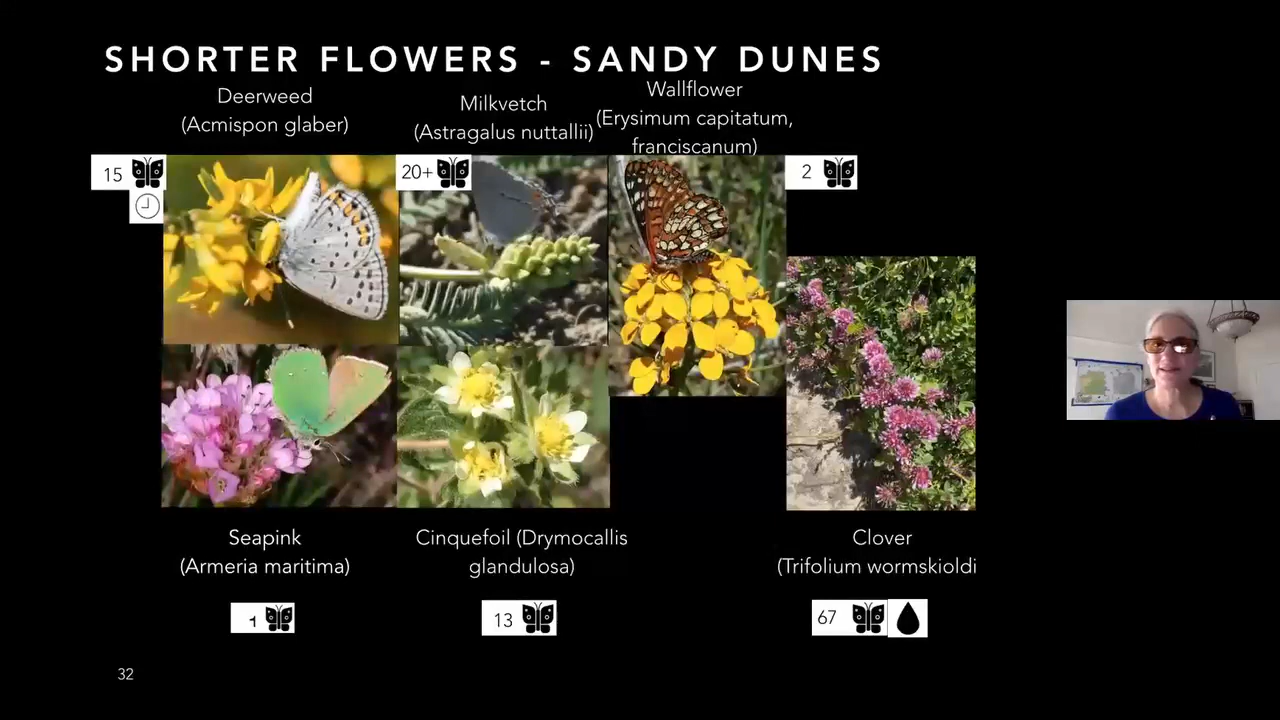 SHORTER FLOWERS - SANDY DUNES
Deerweed
(Acmispon glaber)
Milkvetch
(Astragalus nuttallii)
Wallflower
(Erysimum capitatum,
franciscanum)
15
20+
2
Seapink
(Armeria maritima)
Cinquefoil (Drymocallis
glandulosa)
Clover
(Trifolium wormskioldi
1
13
67
32